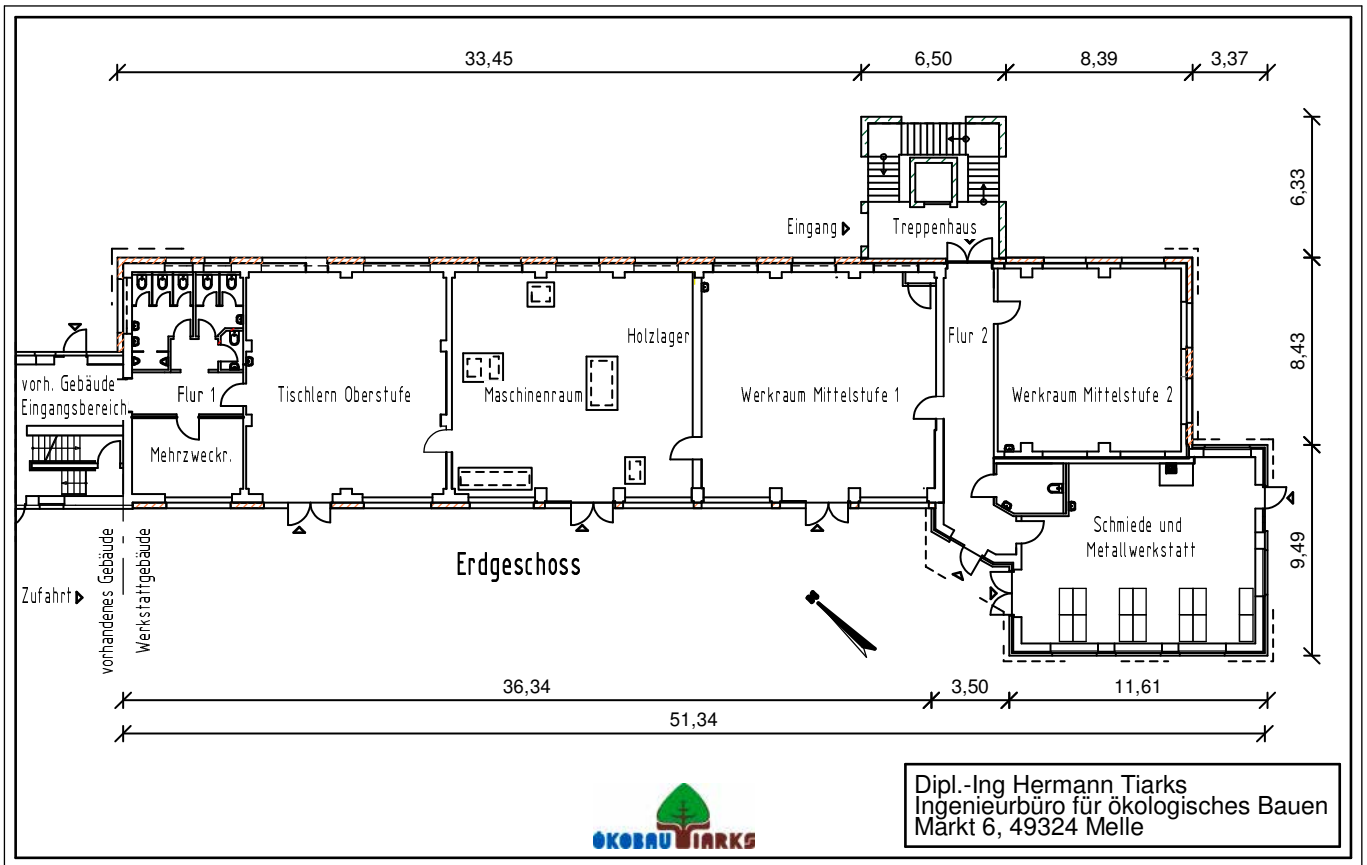 33,45
6,50
8,39
3,37
6,33
Eingang
Treppenhaus
Holzlager
Flur 2
8,43
vorh. Gebäude
Eingangsbereich
Flur 1
Tischlern Oberstufe
Maschinenraum
Werkraum Mittelstufe 1
Werkraum Mittelstufe 2
Mehrzweckr.
Schmiede und
Metallwerkstatt
9,49
Erdgeschoss
Zufahrt
vorhandenes Gebäude
Werkstattgebäude
36,34
3,50
11,61
51,34
ÖKOBAU TIARKS
Dipl.-Ing Hermann Tiarks
Ingenieurbüro für ökologisches Bauen
Markt 6, 49324 Melle